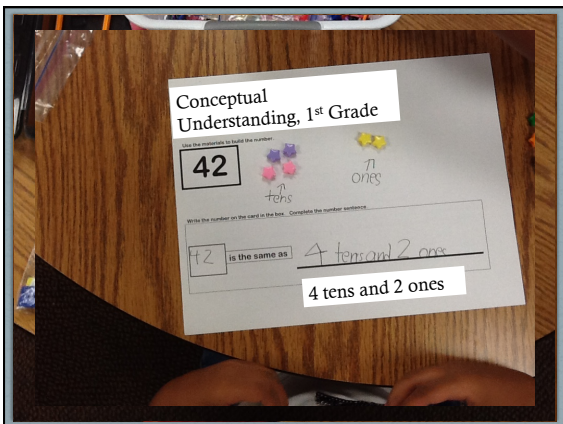 Conceptual
Understanding, 1st Grade
Use the materials to build the number.
42
tens
ones
Write the number on the card in the box. Complete the number sentence.
42 is the same as 4 tens and 2 ones
4 tens and 2 ones